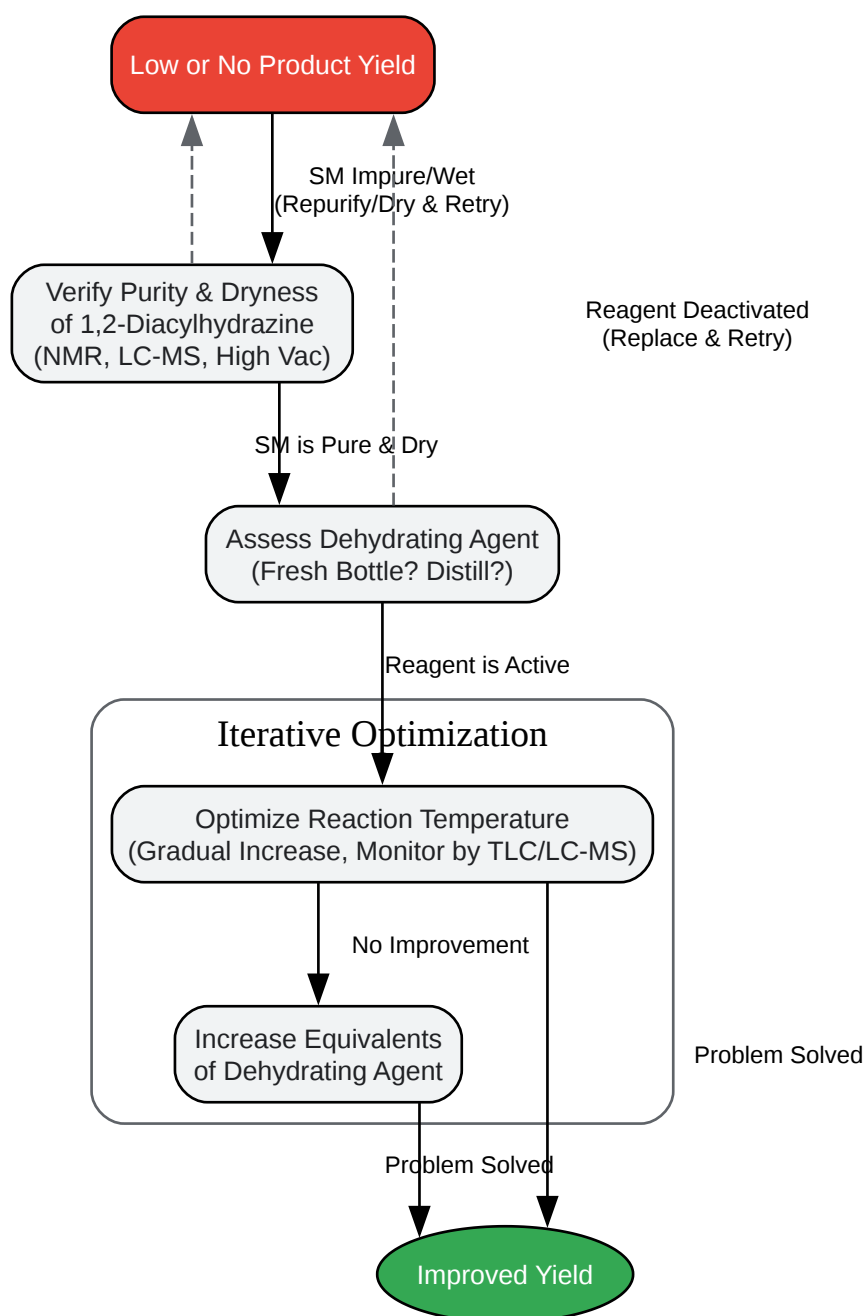 Low or No Product Yield
SM Impure/Wet
(Repurify/Dry & Retry)
Verify Purity & Dryness
of 1,2-Diacylhydrazine
(NMR, LC-MS, High Vac)
Reagent Deactivated
(Replace & Retry)
SM is Pure & Dry
Assess Dehydrating Agent
(Fresh Bottle? Distill?)
Reagent is Active
Iterative Optimization
Optimize Reaction Temperature
(Gradual Increase, Monitor by TLC/LC-MS)
No Improvement
Increase Equivalents
of Dehydrating Agent
Problem Solved
Problem Solved
Improved Yield